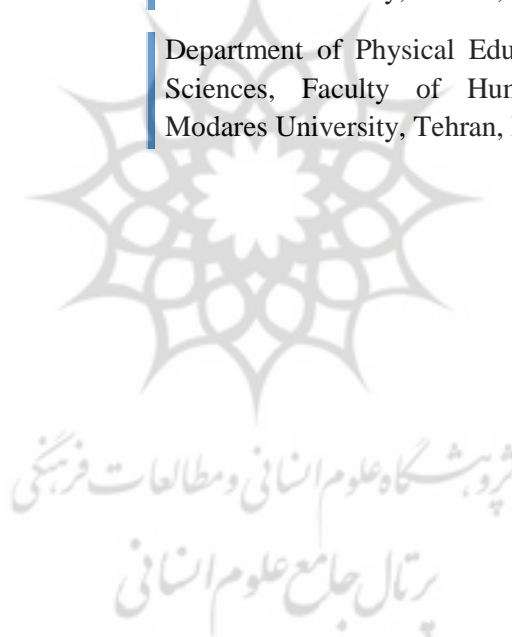 Department of Physical Edu
Sciences, Faculty of Hu
Modares University, Tehran,
پژوهشگاه علوم انسانی و مطالعات فرهنگی
پرتال جامع علوم انسانی